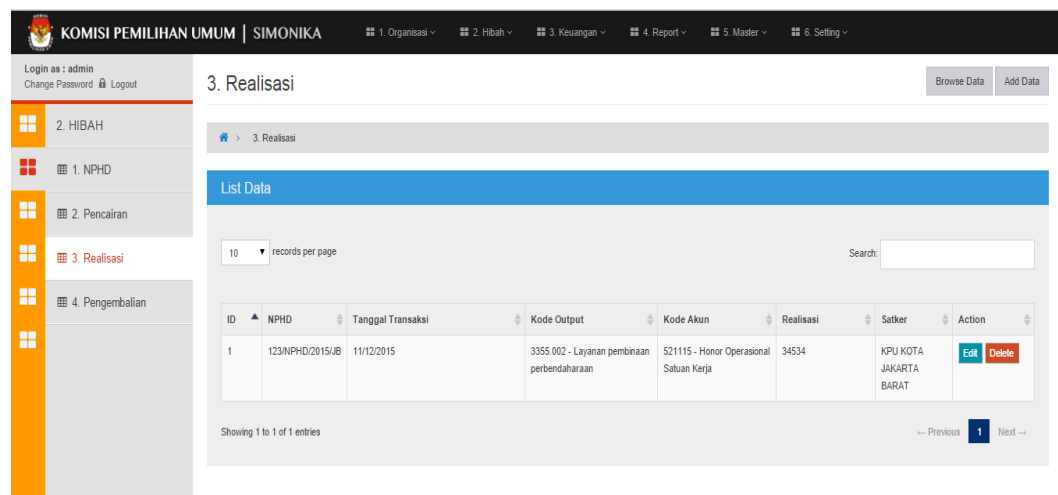 KOMISI PEMILIHAN UMUM | SIMONIKA
1. Organisasi
2. Hibah
3. Keuangan
4. Report
5. Master
6. Setting
Login as : admin
Change Password Logout
3. Realisasi
Browse Data
Add Data
2. HIBAH
1. NPHD
2. Pencairan
3. Realisasi
4. Pengembalian
> 3. Realisasi
List Data
10 records per page
Search:
ID NPHD Tanggal Transaksi Kode Output Kode Akun Realisasi Satker Action
1 123/NPHD/2015/JB 11/12/2015 3355.002 - Layanan pembinaan 521115 - Honor Operasional 34534 KPU KOTA Edit Delete
perbendaharaan Satuan Kerja JAKARTA
BARAT
Showing 1 to 1 of 1 entries
← Previous 1 Next →